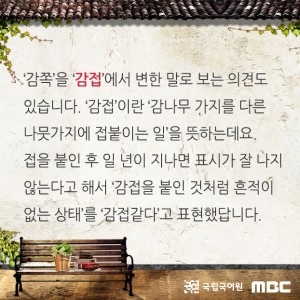 ‘감쪽’을 ‘감접’에서 변한 말로 보는 의견도
있습니다. ‘감접’이란 ‘감나무 가지를 다른
나뭇가지에 접붙이는 일’을 뜻하는데요.
접을 붙인 후 일 년이 지나면 표시가 잘 나지
않는다고 해서 ‘감접을 붙인 것처럼 흔적이
없는 상태’를 ‘감접같다’고 표현했답니다.
국립국어원 MBC